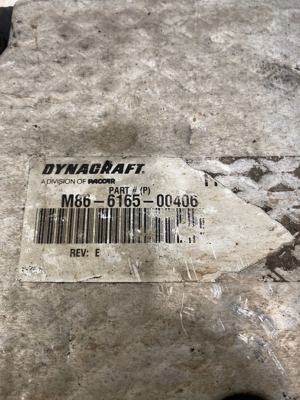 DYNACRAFT
A DIVISION OF PACCAR
PART # (P)
M86-6165-00406
REV: E